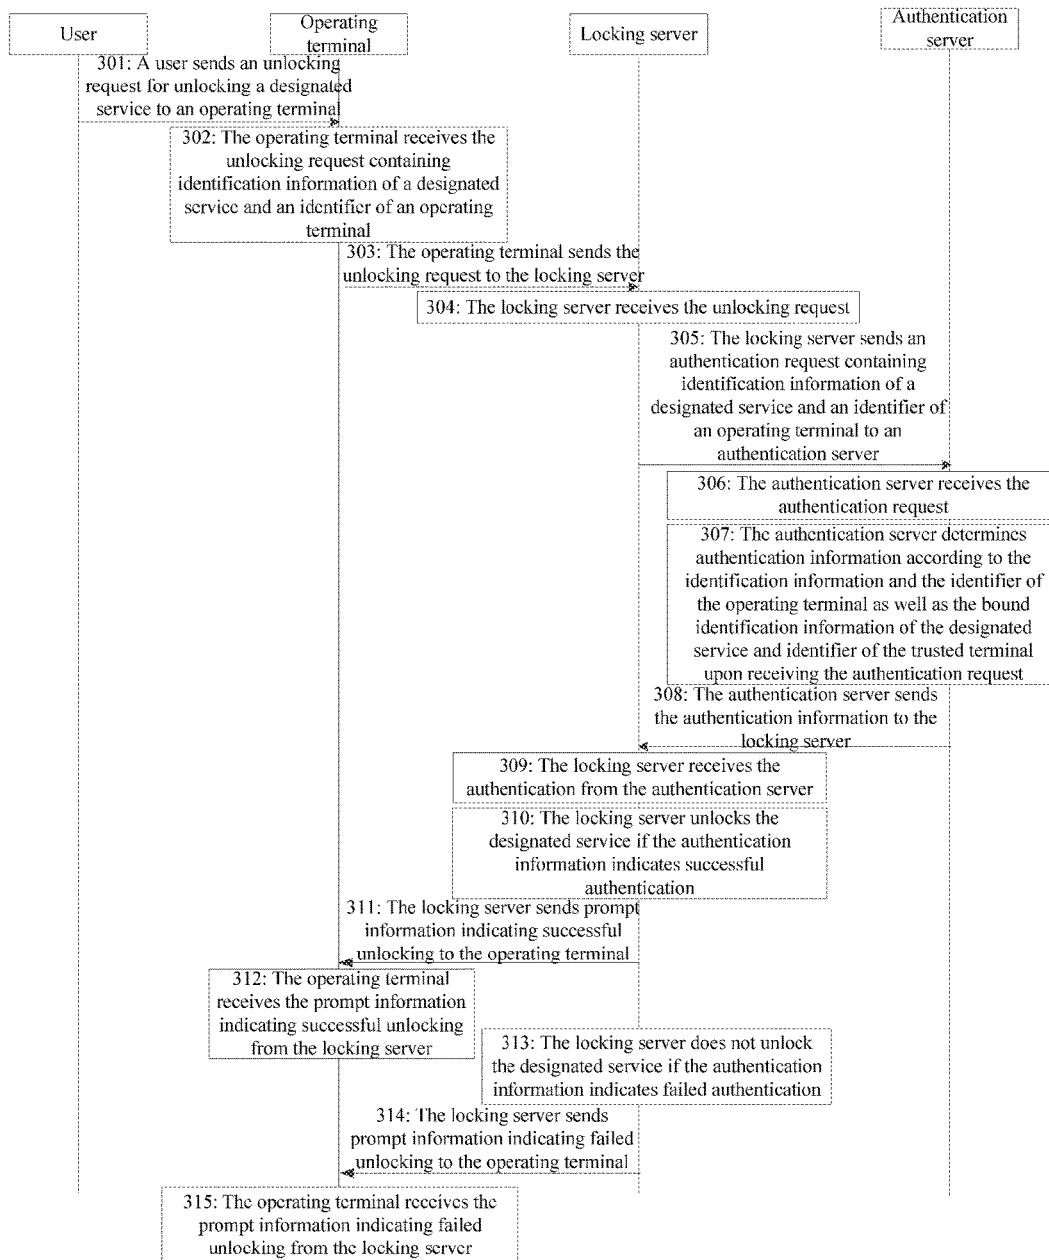 User
Operating
terminal
Locking server
Authentication
server
301: A user sends an unlocking
request for unlocking a designated
service to an operating terminal
302: The operating terminal receives the
unlocking request containing
identification information of a designated
service and an identifier of an operating
terminal
303: The operating terminal sends the
unlocking request to the locking server
304: The locking server receives the unlocking request
305: The locking server sends an
authentication request containing
identification information of a
designated service and an identifier of
an operating terminal to an
authentication server
306: The authentication server receives the
authentication request
307: The authentication server determines
authentication information according to the
identification information and the identifier of
the operating terminal as well as the bound
identification information of the designated
service and identifier of the trusted terminal
upon receiving the authentication request
308: The authentication server sends
the authentication information to the
locking server
309: The locking server receives the
authentication from the authentication server
310: The locking server unlocks the
designated service if the authentication
information indicates successful
authentication
311: The locking server sends prompt
information indicating successful
unlocking to the operating terminal
312: The operating terminal
receives the prompt information
indicating successful unlocking
from the locking server
313: The locking server does not unlock
the designated service if the authentication
information indicates failed authentication
314: The locking server sends
prompt information indicating failed
unlocking to the operating terminal
315: The operating terminal receives the
prompt information indicating failed
unlocking from the locking server